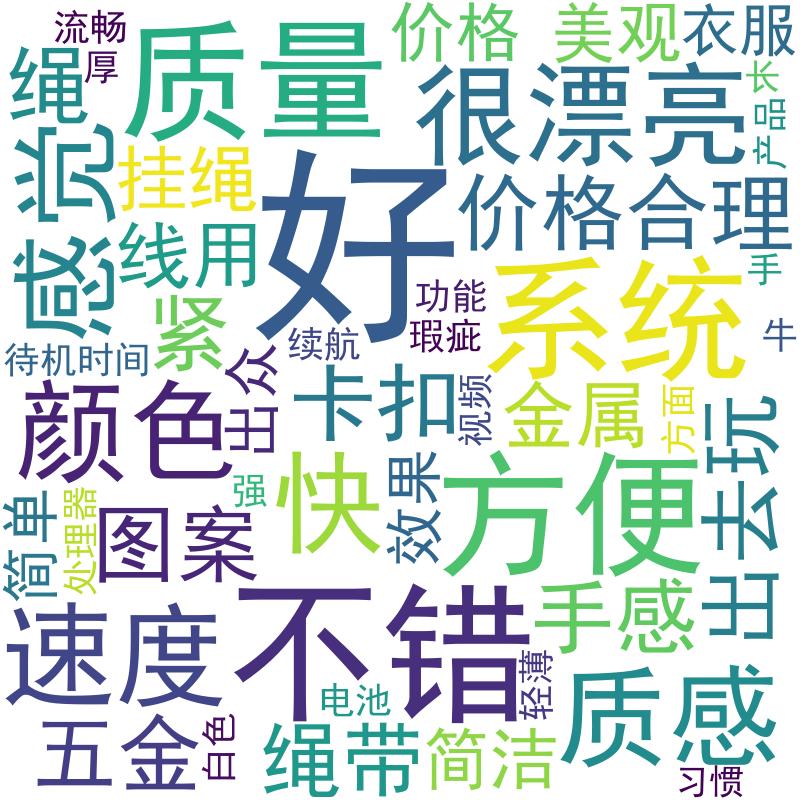 流畅
价格
美观
衣服
绳
厚
质量
很漂亮
长
产品
感觉
挂绳
好
价格合理
线用
系统
手
紧
功能
瑕疵
牛
待机时间
续航
出众
颜色
卡扣
视频
金属
方面
出去玩
快
方便
效果
强
简单
处理器
图案
不错
手感
速度
轻薄
质感
电池
五金
白色
绳带
简洁
习惯